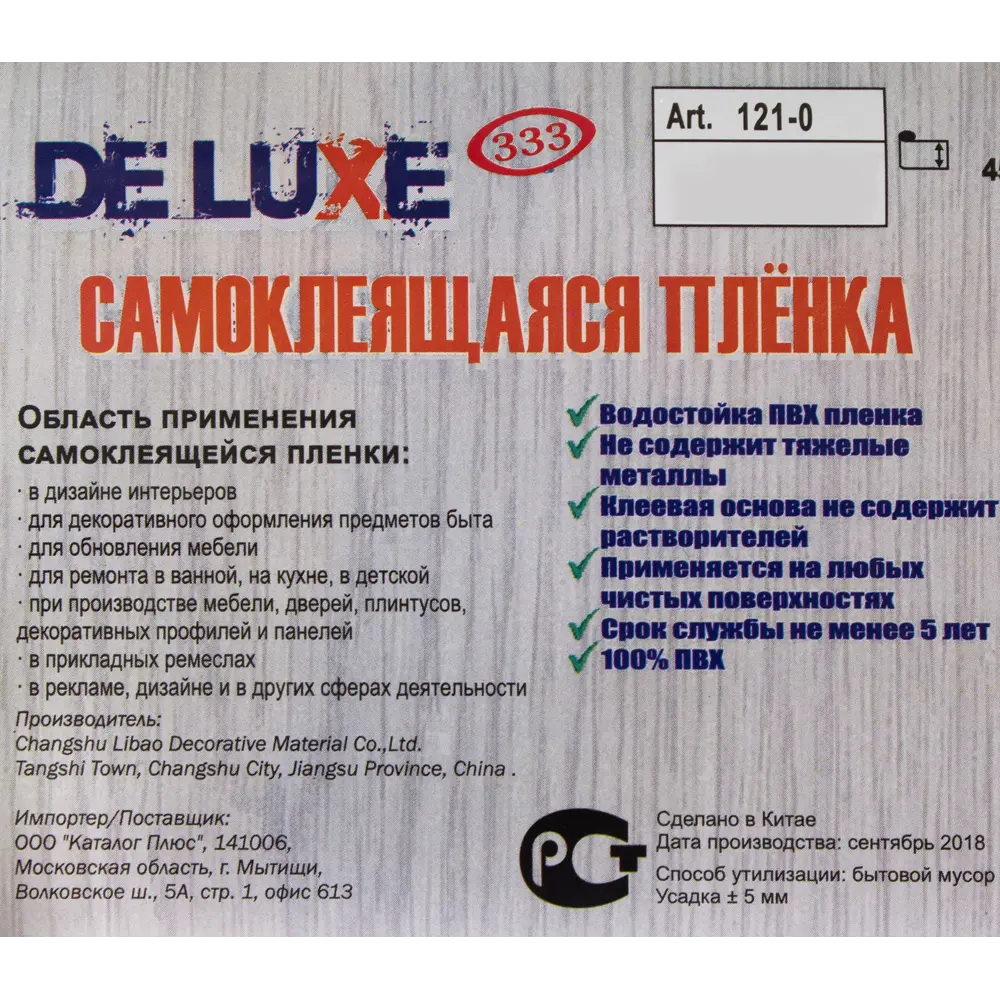 DE LUXE 333
Art. 121-0
САМОКЛЕЯЩАЯСЯ ПЛЁНКА
ОБЛАСТЬ ПРИМЕНЕНИЯ
САМОКЛЕЯЩЕЙСЯ ПЛЕНКИ:
· в дизайне интерьеров
· для декоративного оформления предметов быта
· для обновления мебели
· для ремонта в ванной, на кухне, в детской
· при производстве мебели, дверей, плинтусов,
декоративных профилей и панелей
· в прикладных ремеслах
· в рекламе, дизайне и в других сферах деятельности
Водостойка ПВХ пленка
Не содержит тяжелые
металлы
Клеевая основа не содержит
растворителей
Применяется на любых
чистых поверхностях
Срок службы не менее 5 лет
100% ПВХ
Производитель:
Changshu Libao Decorative Material Co.,Ltd.
Tangshi Town, Changshu City, Jiangsu Province, China .
Импортер/Поставщик:
ООО "Каталог Плюс", 141006,
Московская область, г. Мытищи,
Волковское ш., 5А, стр. 1, офис 613
РСТ
Сделано в Китае
Дата производства: сентябрь 2018
Способ утилизации: бытовой мусор
Усадка ± 5 мм